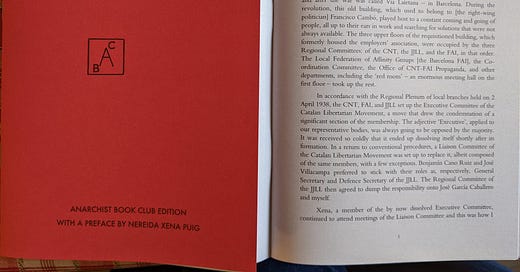 A
B
C
ANARCHIST BOOK CLUB EDITION
WITH A PREFACE BY NEREIDA XENA PUIG
and after the war was called Via Laietana – in Barcelona. During the
revolution, this old building, which used to belong to [the right-wing
politician] Francisco Cambó, played host to a constant coming and going of
people, all up to their ears in work and searching for solutions that were not
always available. The three upper floors of the requisitioned building, which
formerly housed the employers' association, were occupied by the three
Regional Committees: of the CNT, the JJLL, and the FAI, in that order.
The Local Federation of Affinity Groups [the Barcelona FAI], the Co-
ordination Committee, the Office of CNT-FAI Propaganda, and other
departments, including the 'red room' – an enormous meeting hall on the
first floor – took up the rest.
In accordance with the Regional Plenum of local branches held on 2
April 1938, the CNT, FAI, and JJLL set up the Executive Committee of the
Catalan Libertarian Movement, a move that drew the condemnation of a
significant section of the membership. The adjective 'Executive', applied to
our representative bodies, was always going to be opposed by the majority.
It was received so coldly that it ended up dissolving itself shortly after its
formation. In a return to conventional procedures, a Liaison Committee of
the Catalan Libertarian Movement was set up to replace it, albeit composed
of the same members, with a few exceptions. Benjamín Cano Ruiz and José
Villacampa preferred to stick with their roles as, respectively, General
Secretary and Defence Secretary of the JJLL. The Regional Committee of
the JJLL then agreed to dump the responsibility onto José García Caballero
and myself.
Xena, a member of the by now dissolved Executive Committee,
continued to attend meetings of the Liaison Committee and this was how I